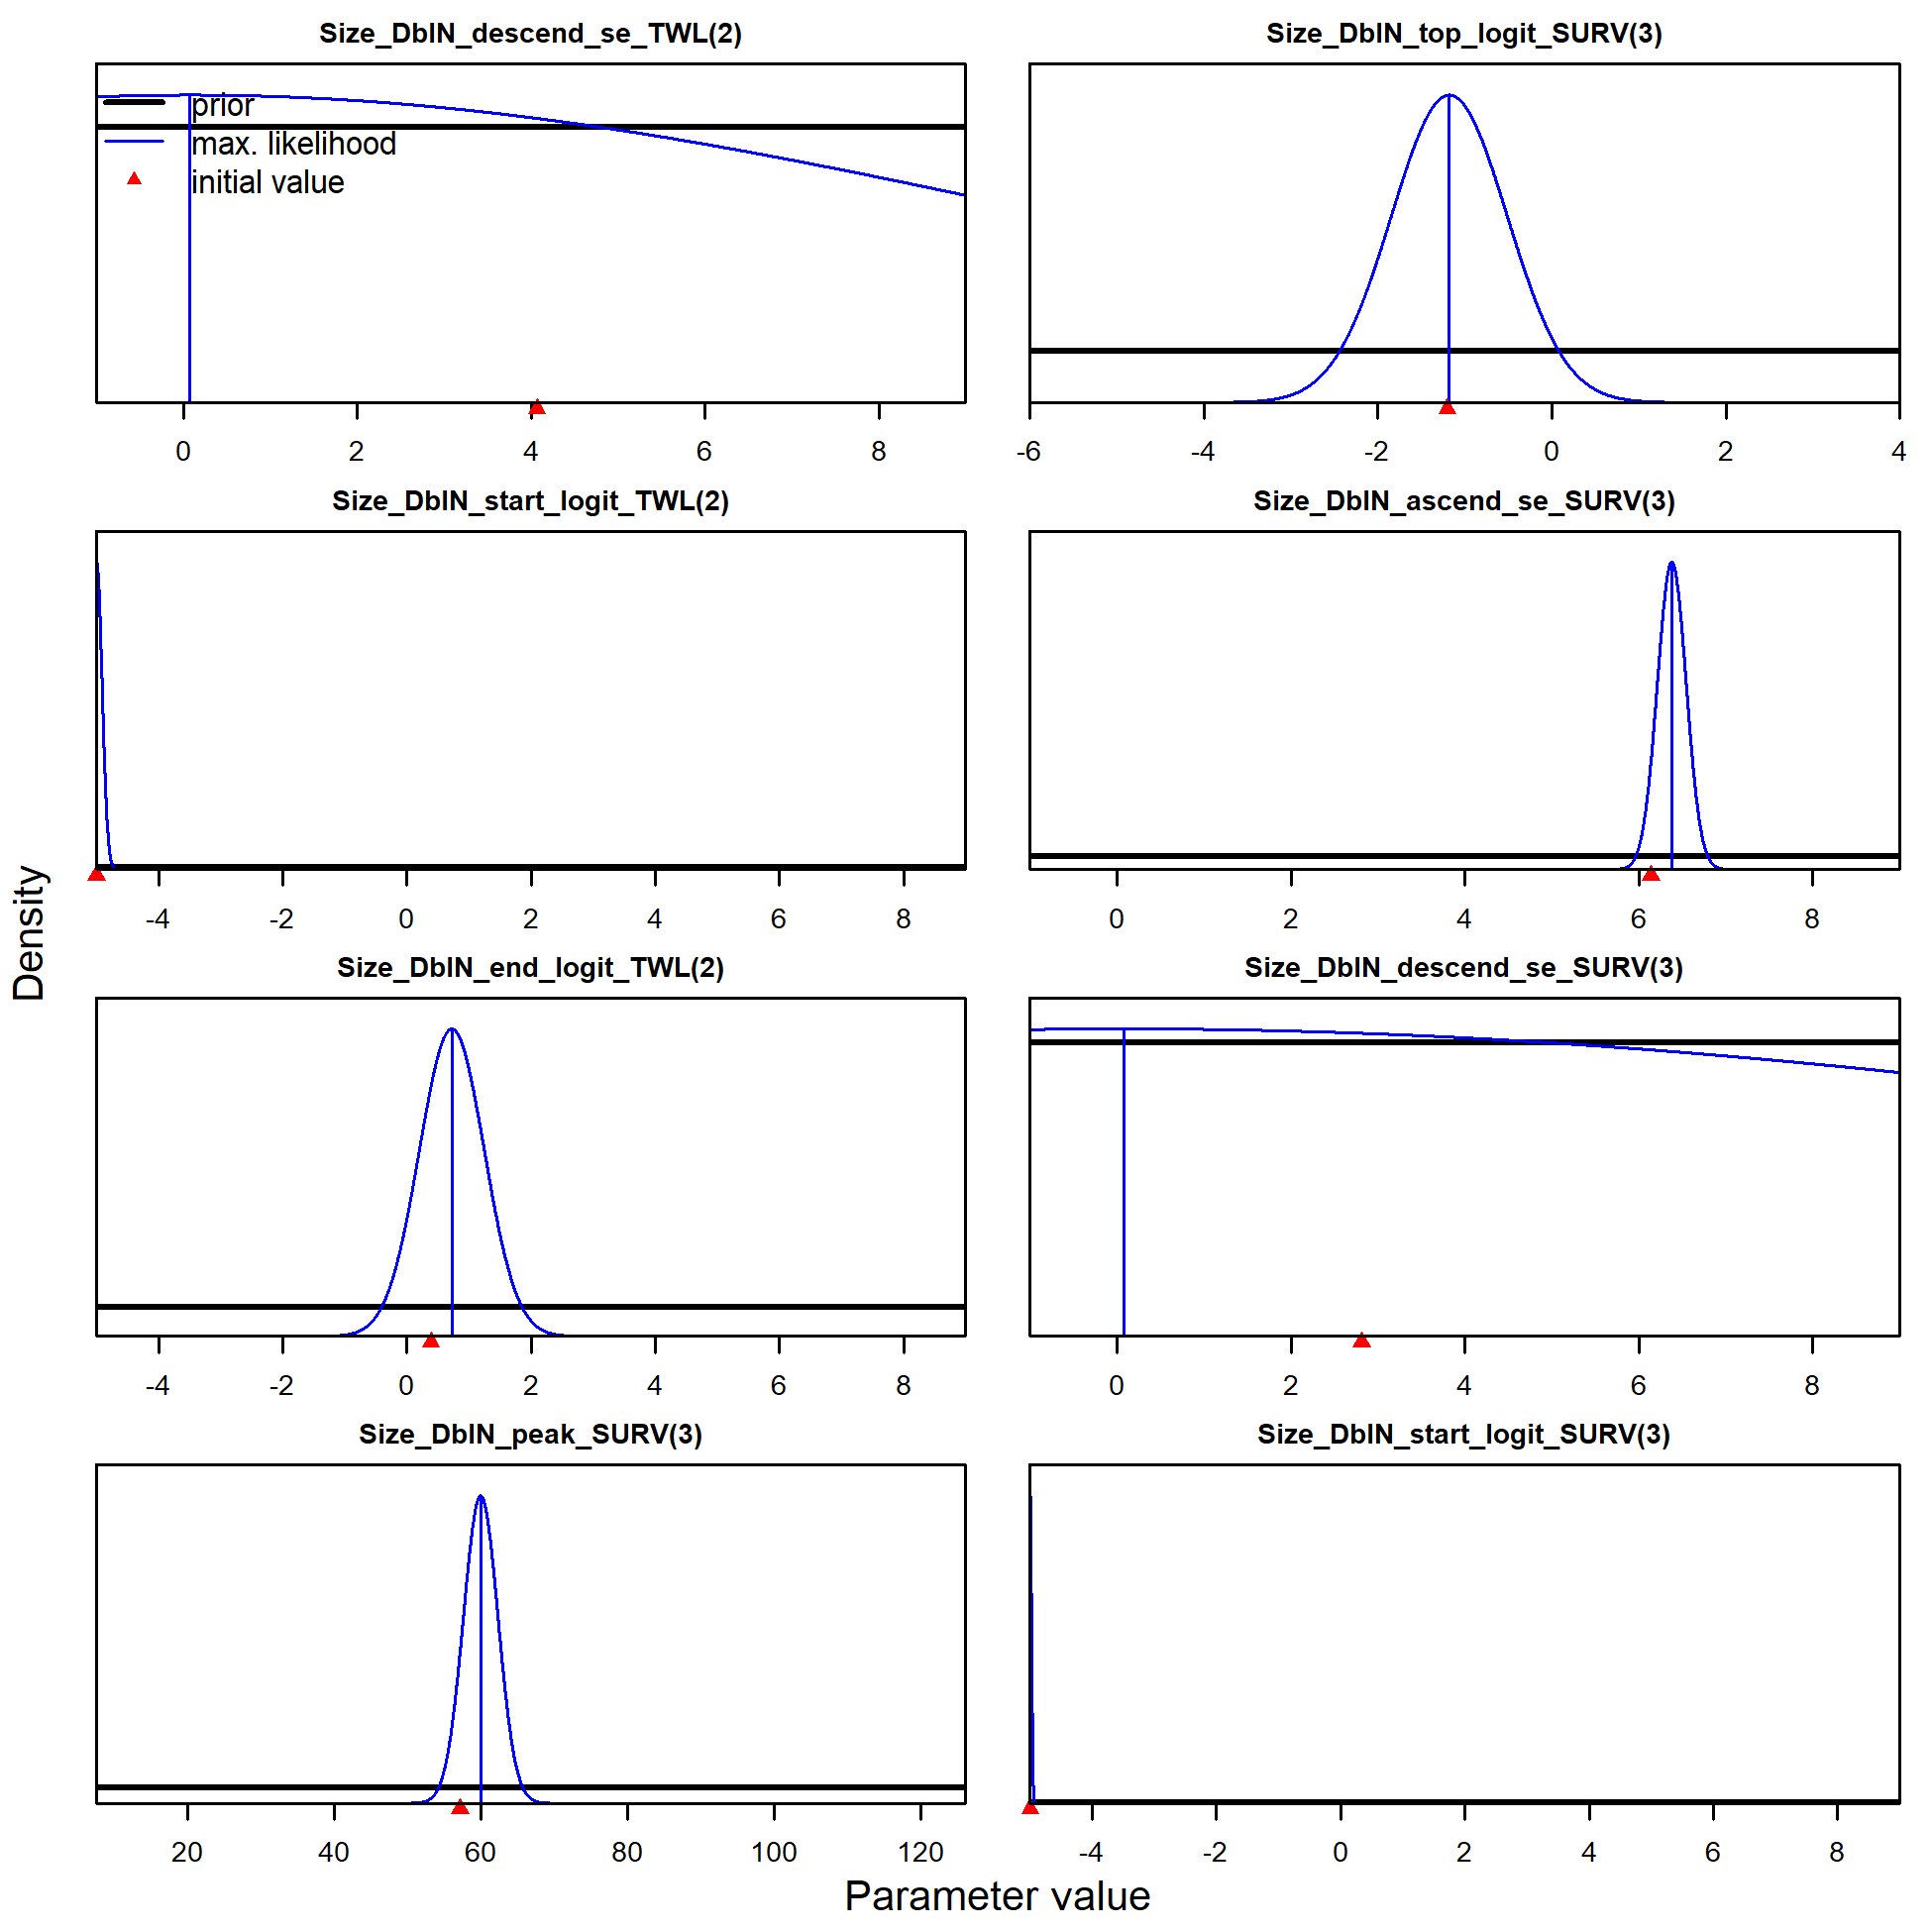 Size_DblN_descend_se_TWL(2)
prior
max. likelihood
initial value
0 2 4 6 8
Size_DblN_top_logit_SURV(3)
-6 -4 -2 0 2 4
Size_DblN_start_logit_TWL(2)
-4 -2 0 2 4 6 8
Size_DblN_ascend_se_SURV(3)
0 2 4 6 8
Size_DblN_end_logit_TWL(2)
-4 -2 0 2 4 6 8
Size_DblN_descend_se_SURV(3)
0 2 4 6 8
Size_DblN_peak_SURV(3)
20 40 60 80 100 120
Size_DblN_start_logit_SURV(3)
-4 -2 0 2 4 6 8
Density
Parameter value